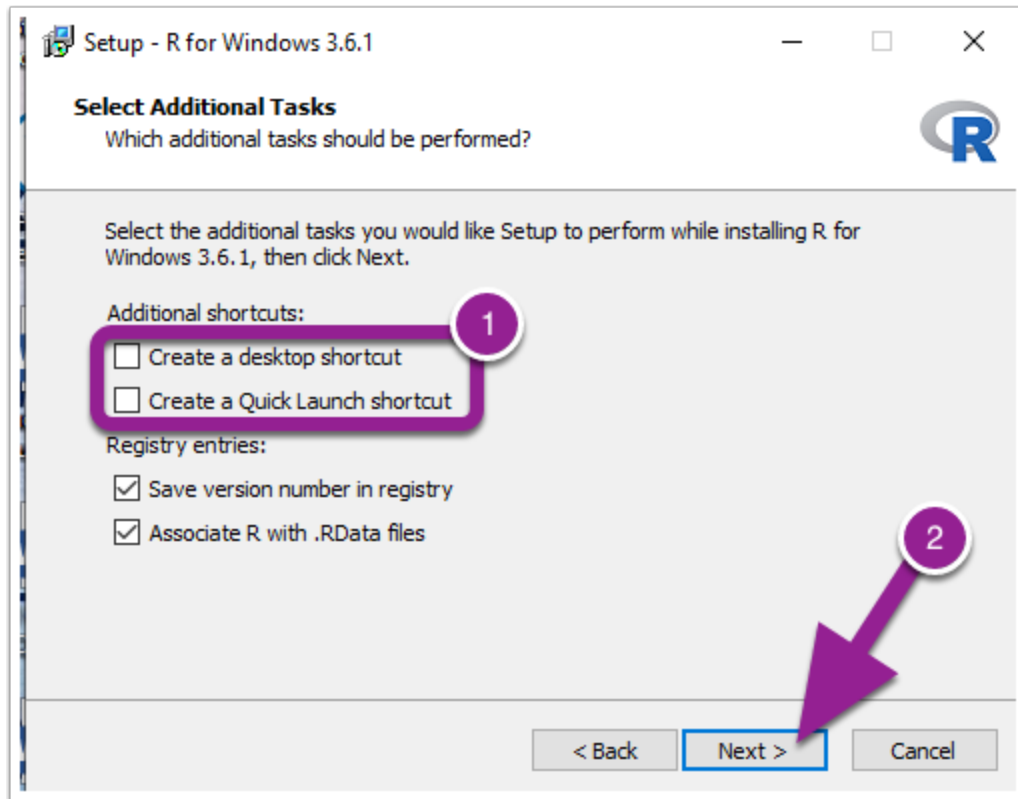 Setup - R for Windows 3.6.1
Select Additional Tasks
Which additional tasks should be performed?
R
Select the additional tasks you would like Setup to perform while installing R for
Windows 3.6.1, then click Next.
Additional shortcuts:
1
Create a desktop shortcut
Create a Quick Launch shortcut
Registry entries:
Save version number in registry
Associate R with .RData files
2
< Back Next > Cancel